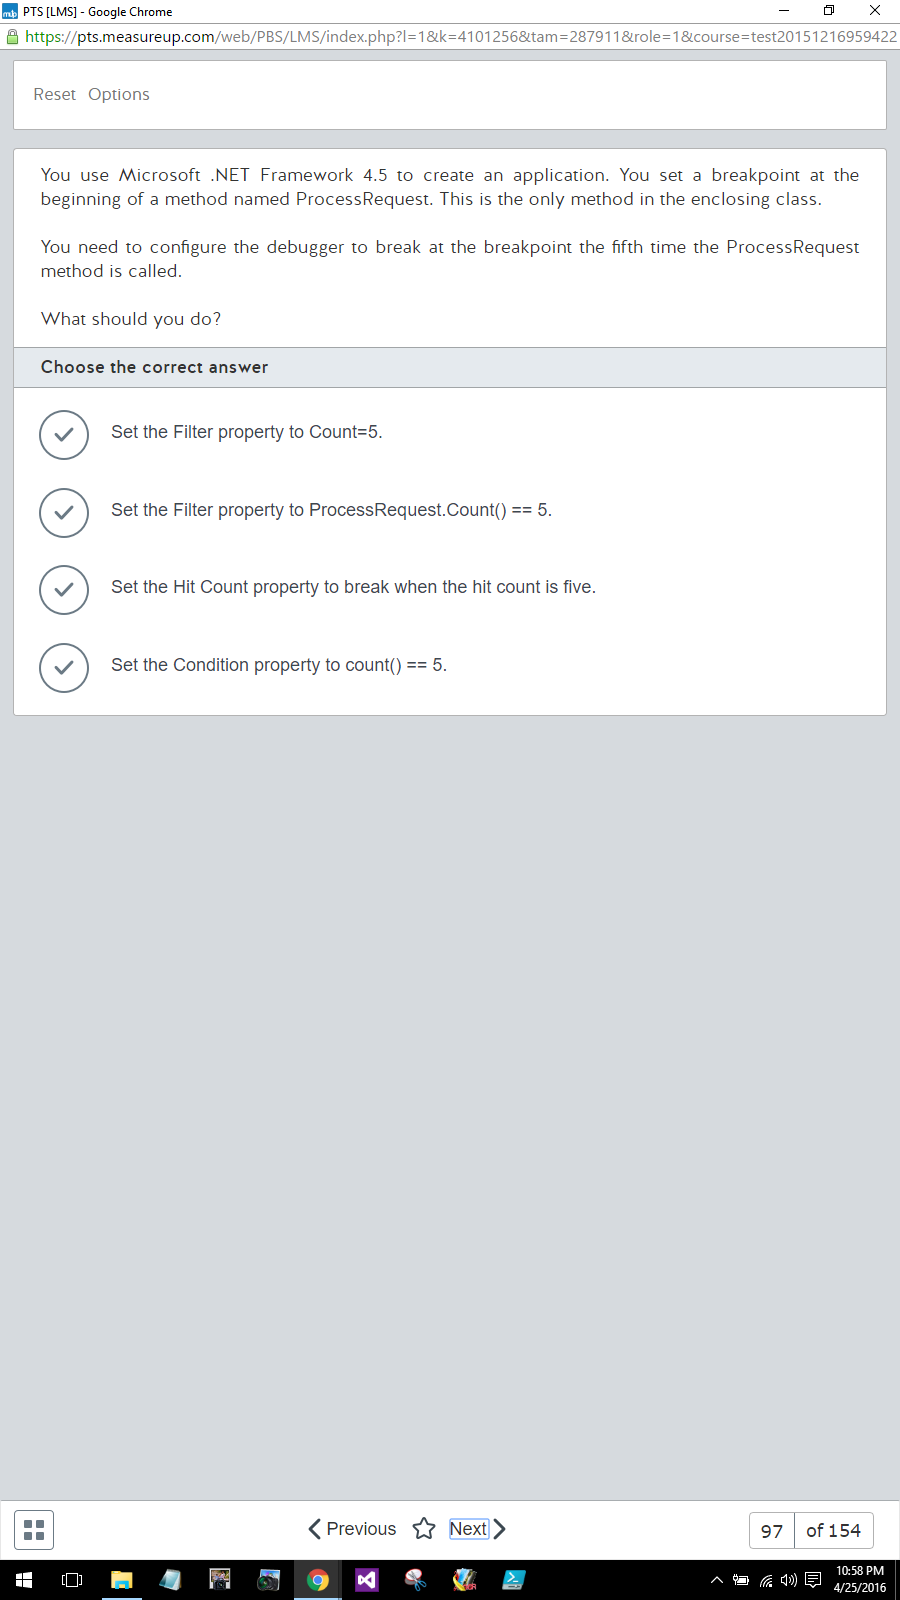 PTS [LMS] - Google Chrome
https://pts.measureup.com/web/PBS/LMS/index.php?l=1&k=4101256&tam=287911&role=1&course=test20151216959422
Reset Options
You use Microsoft .NET Framework 4.5 to create an application. You set a breakpoint at the
beginning of a method named ProcessRequest. This is the only method in the enclosing class.
You need to configure the debugger to break at the breakpoint the fifth time the ProcessRequest
method is called.
What should you do?
Choose the correct answer
Set the Filter property to Count=5.
Set the Filter property to ProcessRequest.Count() == 5.
Set the Hit Count property to break when the hit count is five.
Set the Condition property to count() == 5.
Previous Next
97 of 154
10:58 PM
4/25/2016